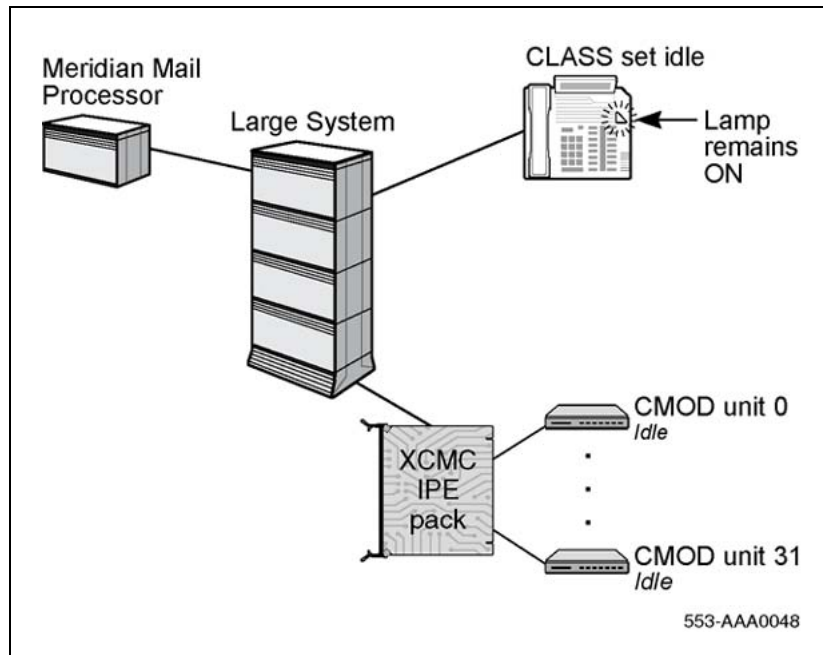 Meridian Mail
Processor
Large System
CLASS set idle
Lamp
remains
ON
XCMC
IPE
pack
CMOD unit 0
Idle
CMOD unit 31
Idle
553-AAA0048